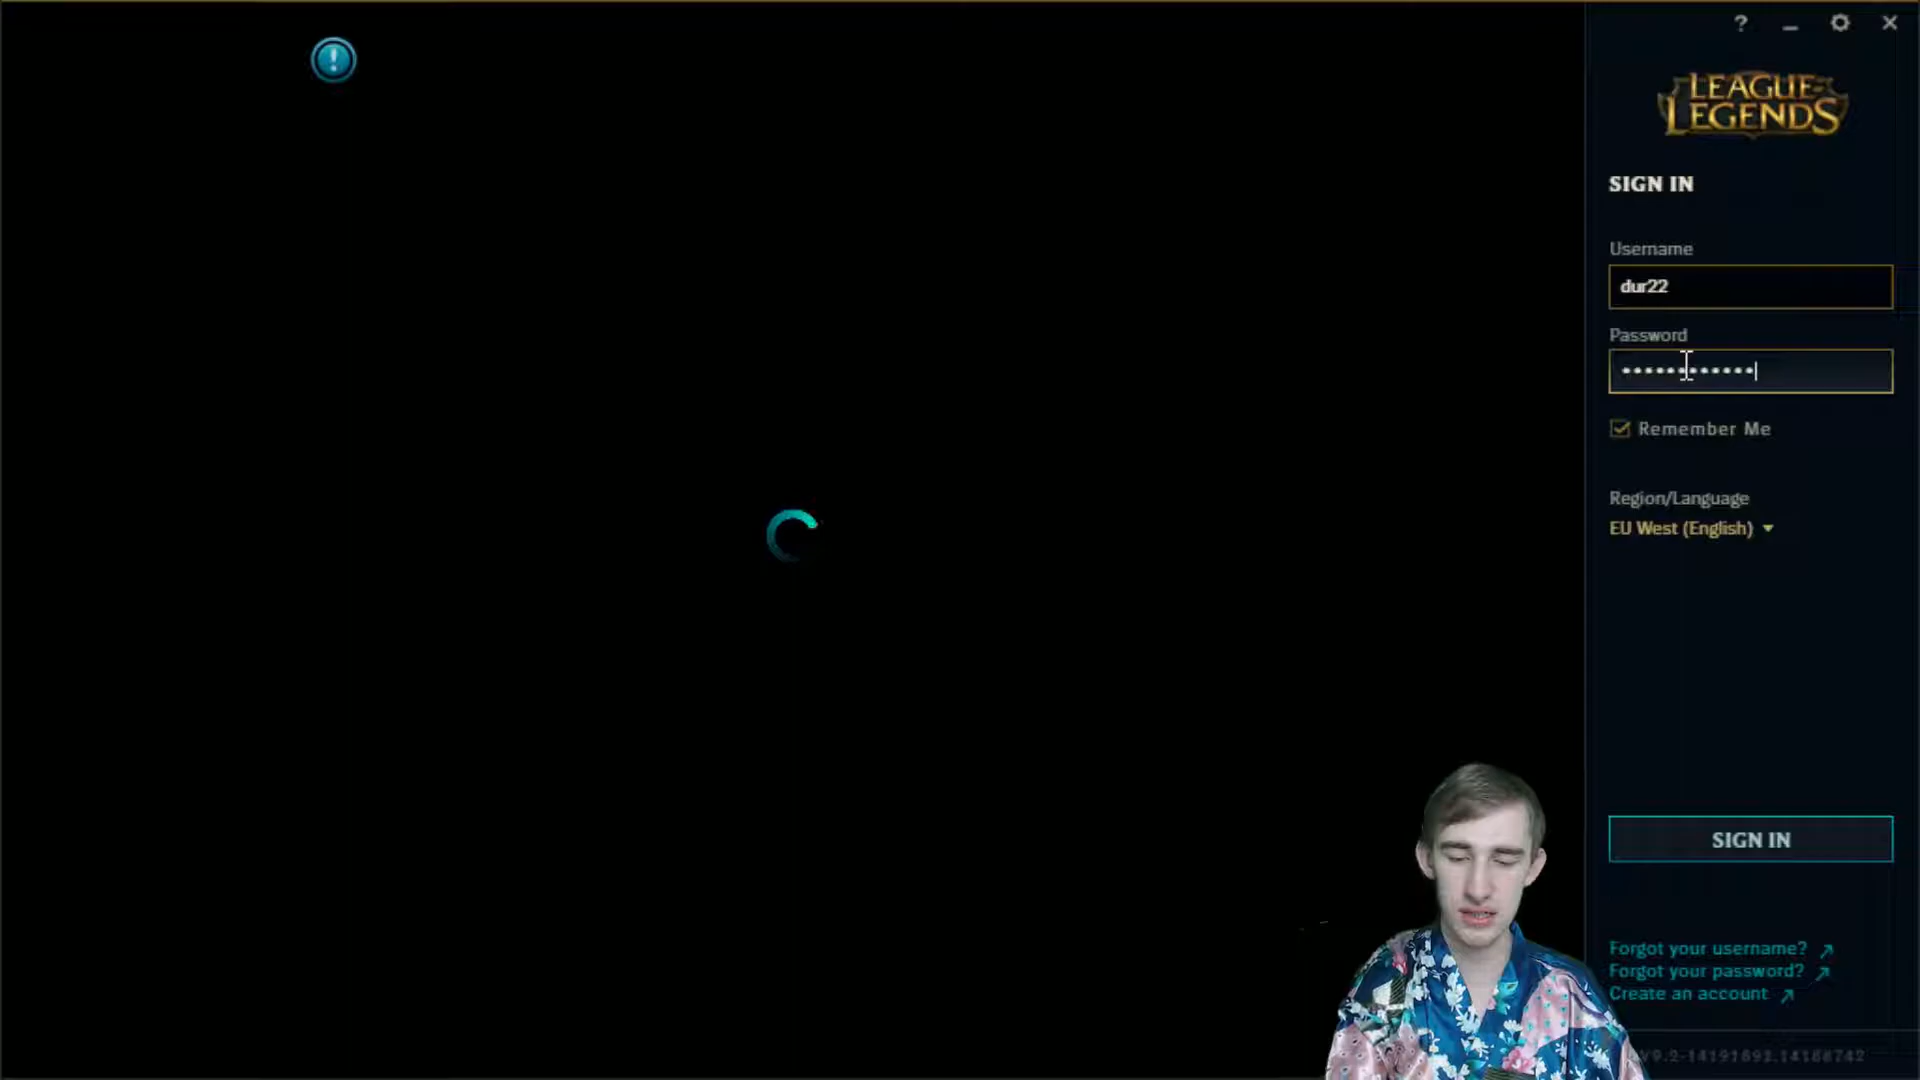 LEAGUE OF
LEGENDS
SIGN IN
Username
dur22
Password
Remember Me
Region/Language
EU West (English)
SIGN IN
Forgot your username?
Forgot your password?
Create an account